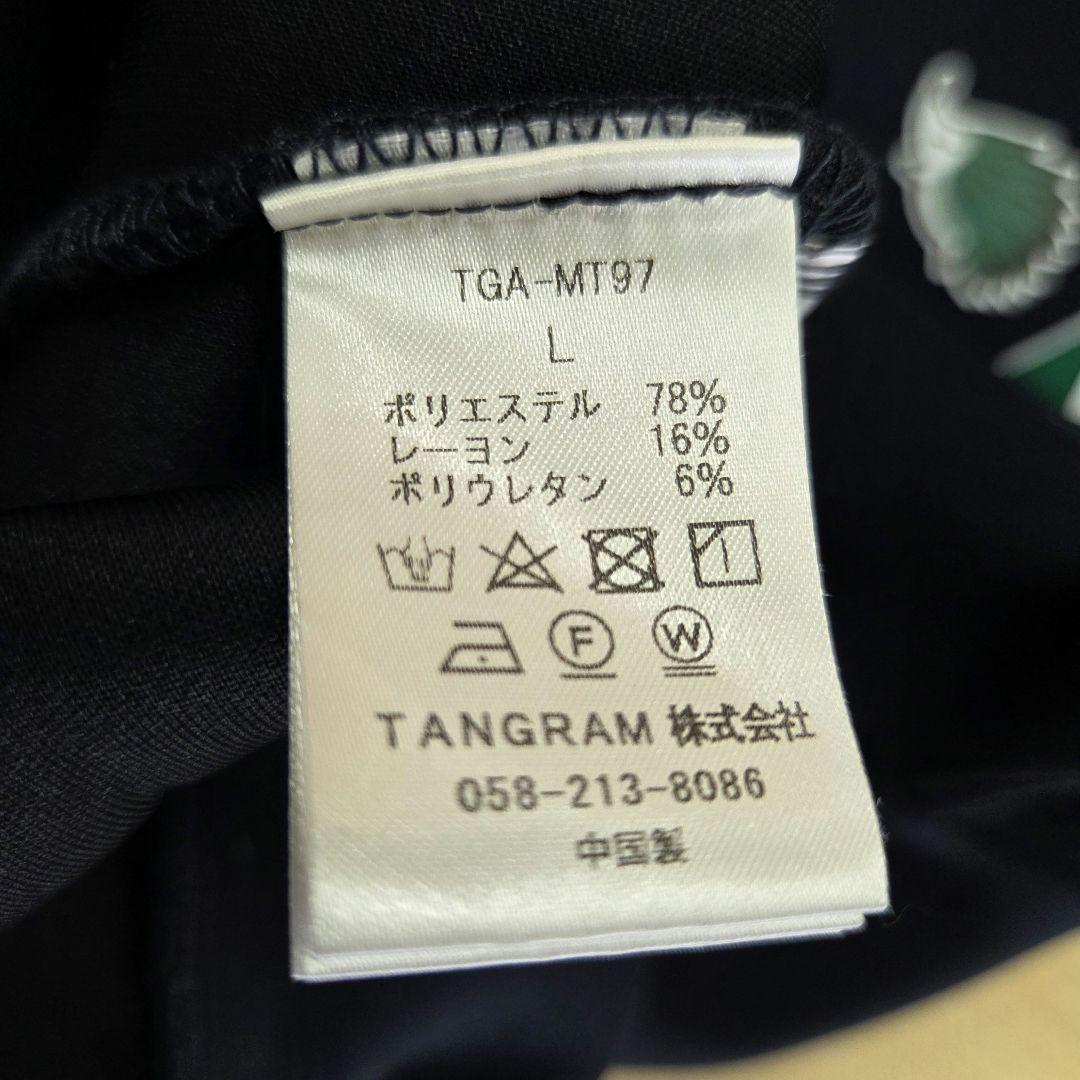 TGA-MT97
L
ポリエステル 78%
レーヨン 16%
ポリウレタン 6%
F W
TANGRAM 株式会社
058-213-8086
中国製